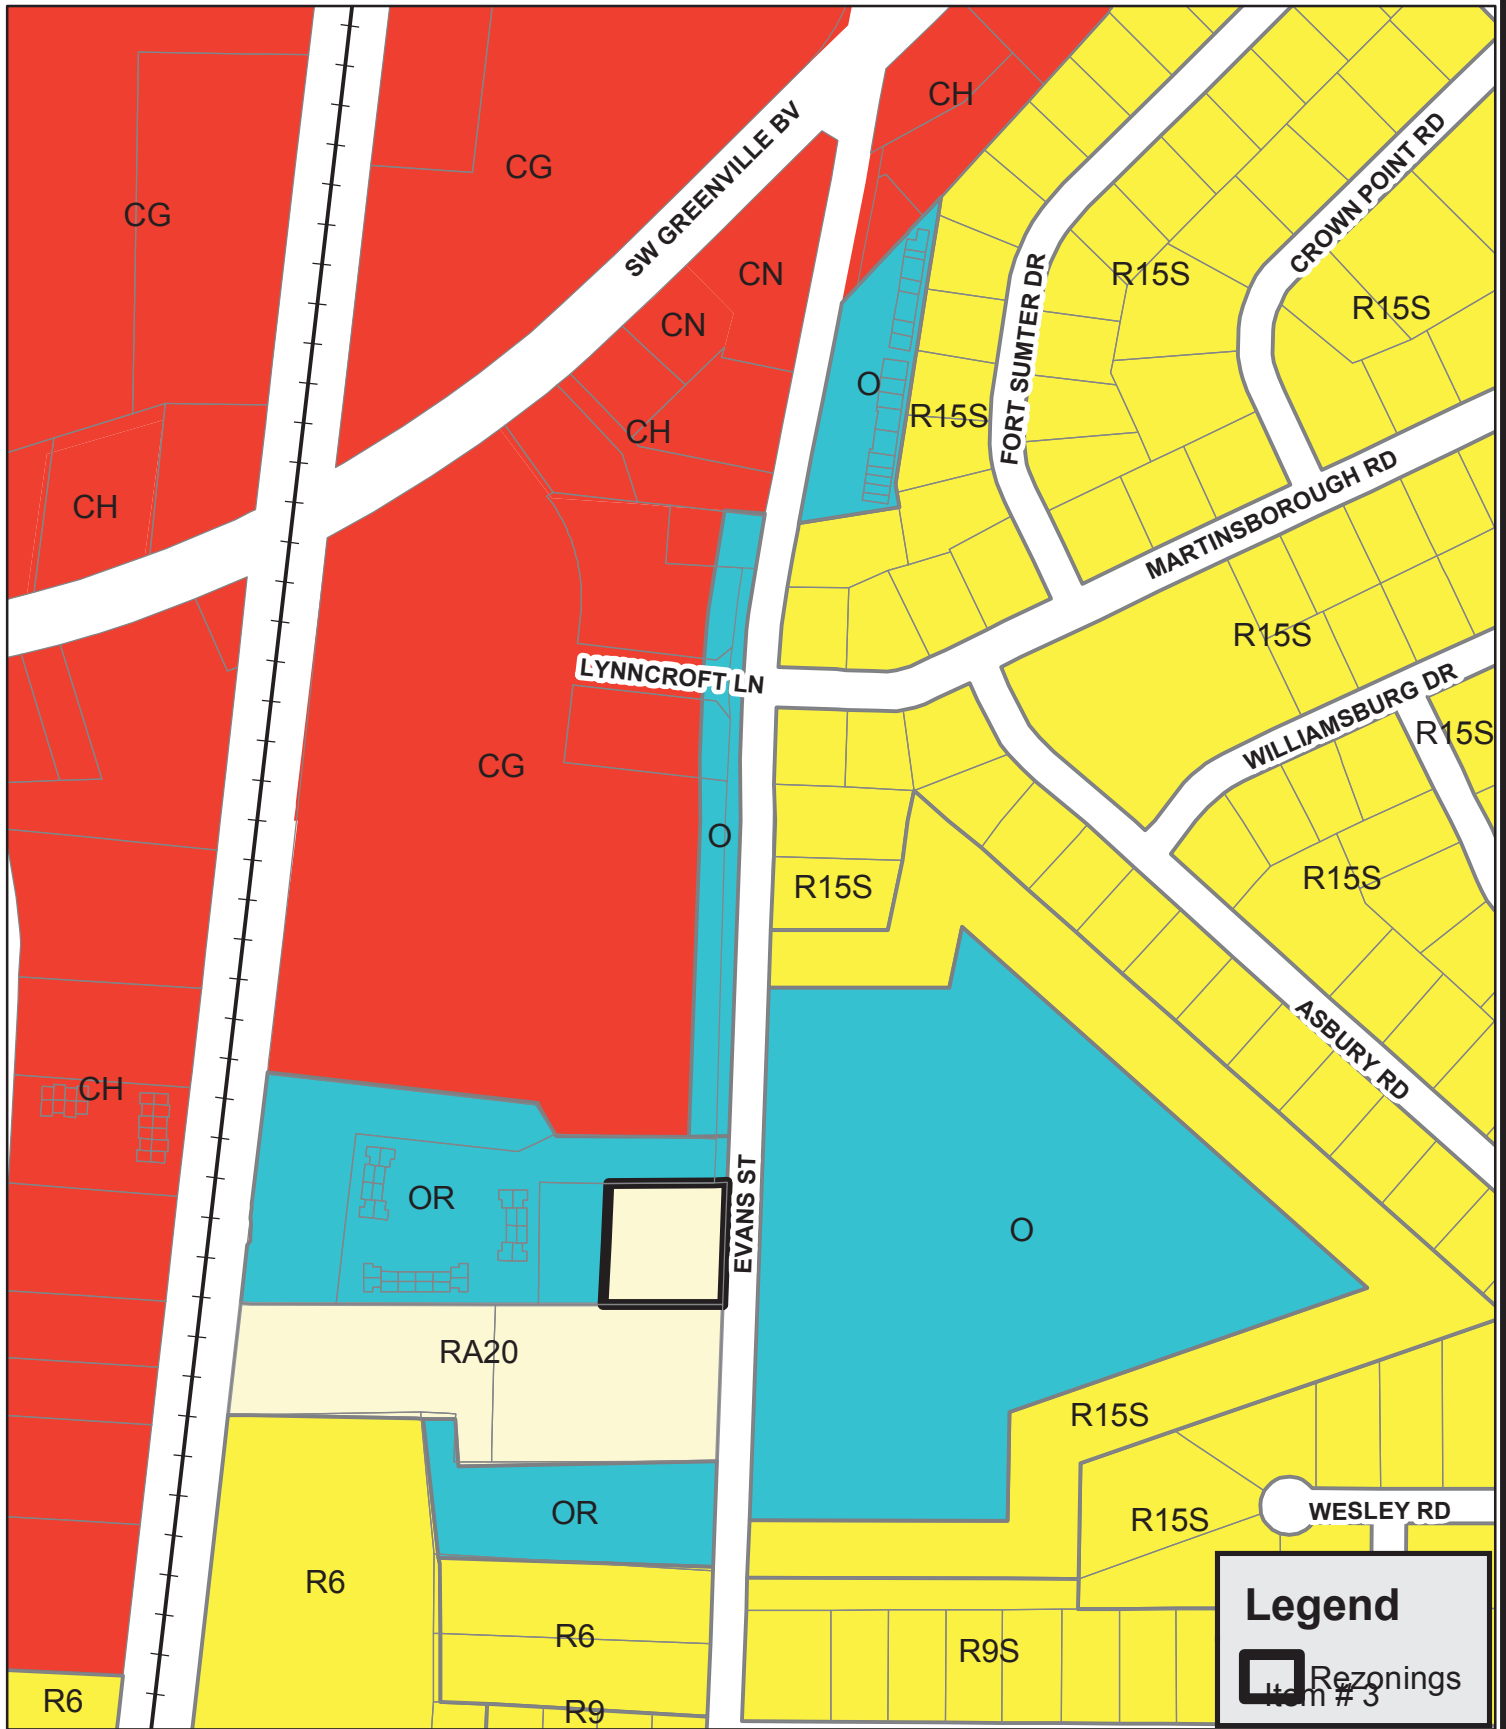 CH
CROWN POINT RD
SW GREENVILLE BV
CG
CG
CN
R15S
R15S
CN
FORT SUMTER DR
O
R15S
CH
CH
MARTINSBOROUGH RD
R15S
LYNNCROFT LN
WILLIAMSBURG DR
R15S
CG
O
R15S
R15S
ASBURY RD
CH
OR
EVANS ST
O
RA20
R15S
OR
R15S
WESLEY RD
R6
Legend
R6
R9S
Rezonings
Item # 3
R6
R9